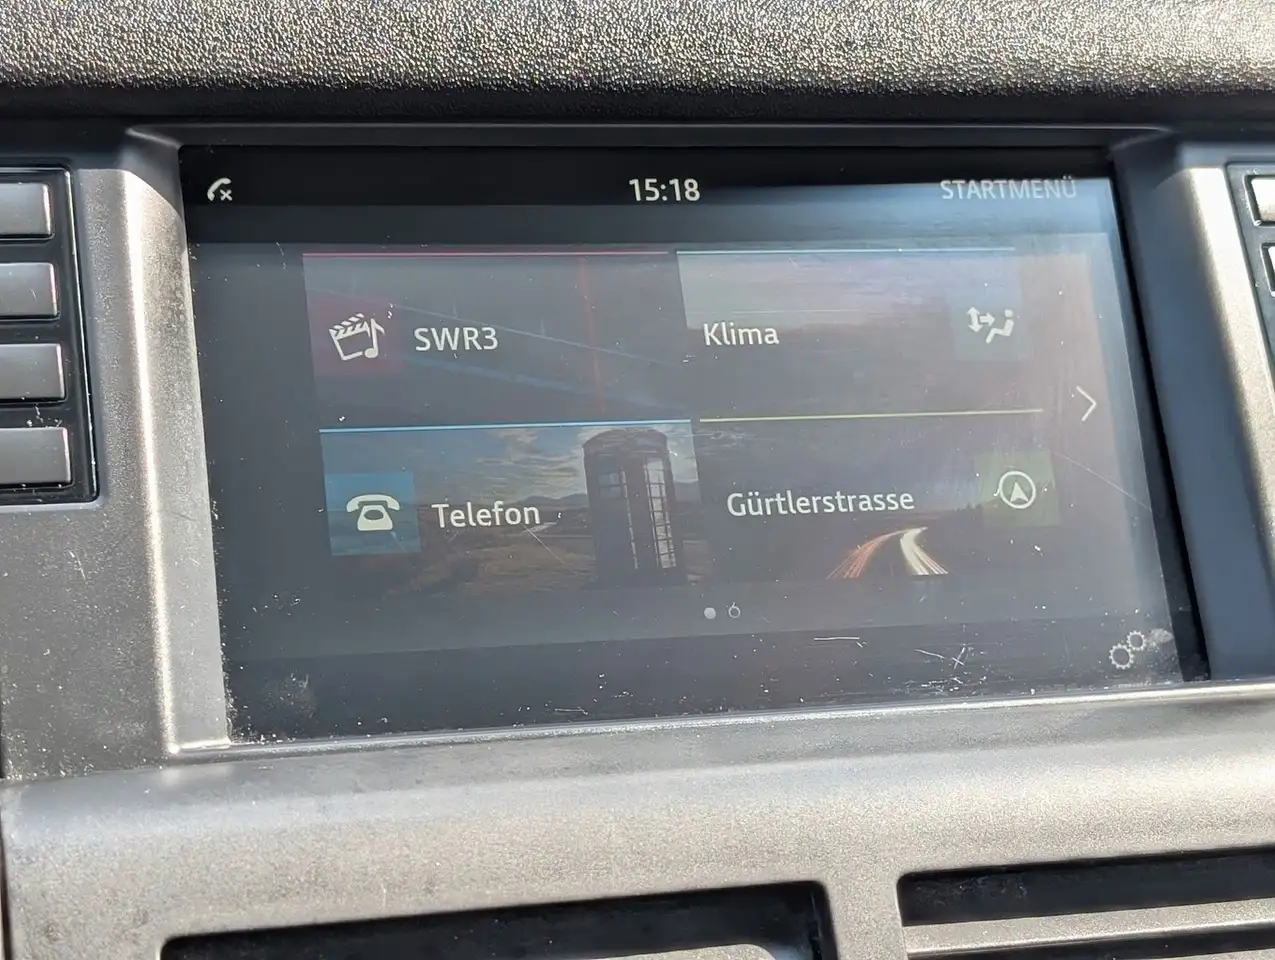 15:18
STARTMENÜ
SWR3
Klima
Telefon
Gürtlerstrasse